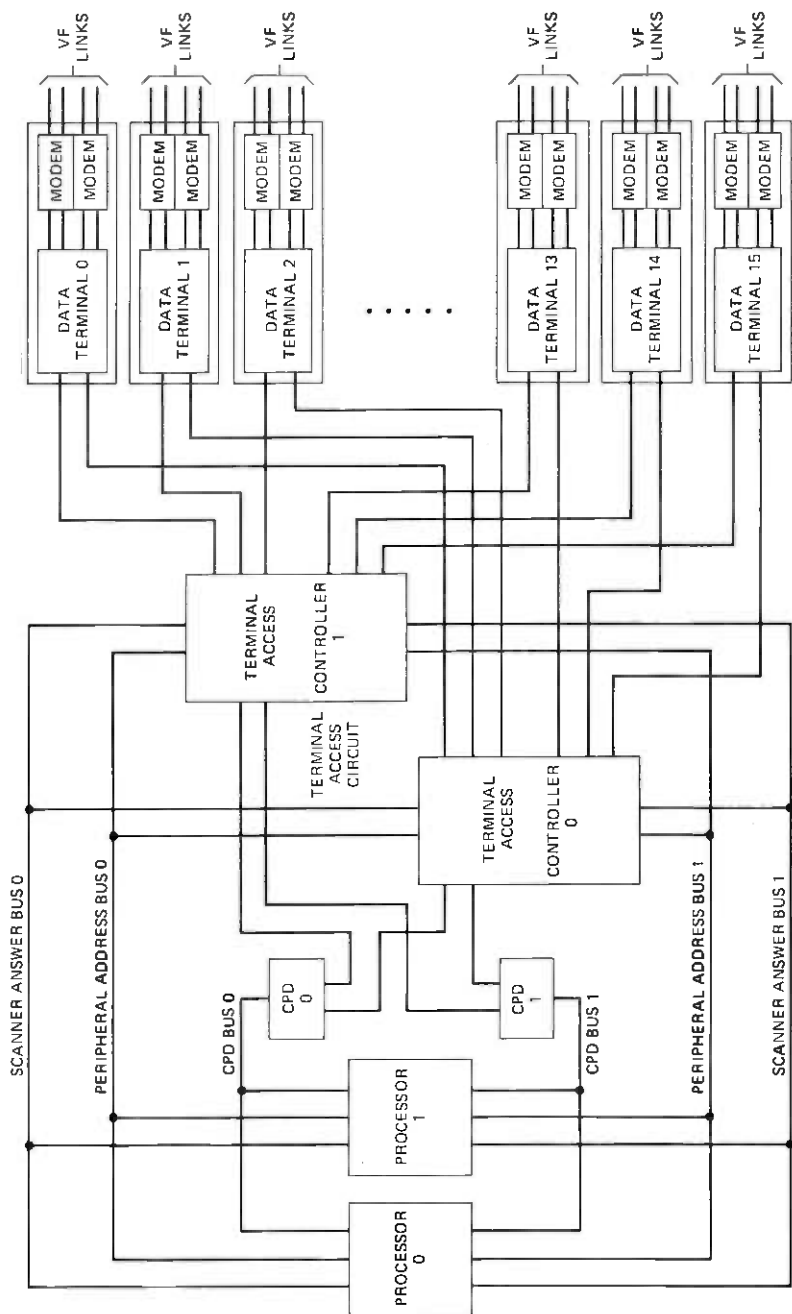 SCANNER ANSWER BUS 0
PERIPHERAL ADDRESS BUS 0
CPD BUS 0
CPD
0
CPD
1
CPD BUS 1
PERIPHERAL ADDRESS BUS 1
SCANNER ANSWER BUS 1
PROCESSOR
0
PROCESSOR
1
TERMINAL
ACCESS
CONTROLLER
1
TERMINAL
ACCESS
CIRCUIT
TERMINAL
ACCESS
CONTROLLER
0
DATA
TERMINAL 0
MODEM
MODEM
VF
LINKS
DATA
TERMINAL 1
MODEM
MODEM
VF
LINKS
DATA
TERMINAL 2
MODEM
MODEM
VF
LINKS
.....
DATA
TERMINAL 13
MODEM
MODEM
VF
LINKS
DATA
TERMINAL 14
MODEM
MODEM
VF
LINKS
DATA
TERMINAL 15
MODEM
MODEM
VF
LINKS